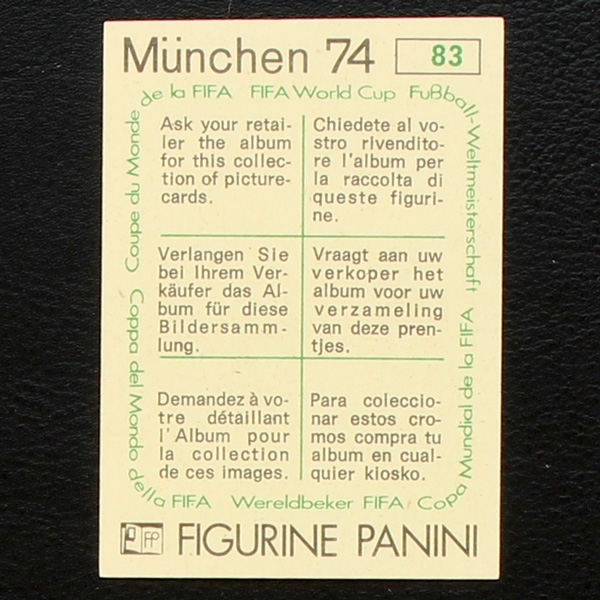 München 74
83
de la FIFA FIFA World Cup Fußball-Weltmeisterschaft
Copa Mundial de la FIFA
Wereldbeker FIFA
Coppa del Mondo della FIFA
Coupe du Monde
Ask your retai-
ler the album
for this collec-
tion of picture-
cards.
Chiedete al vo-
stro rivendito-
re l'album per
la raccolta di
queste figuri-
ne.
Verlangen Sie
bei Ihrem Ver-
käufer das Al-
bum für diese
Bildersamm-
lung.
Vraagt aan uw
verkoper het
album voor uw
verzameling
van deze pren-
tjes.
Demandez à vo-
tre détaillant
l'Album pour
la collection
de ces images.
Para coleccio-
nar estos cro-
mos compra tu
album en cual-
quier kiosko.
FP
FIGURINE PANINI